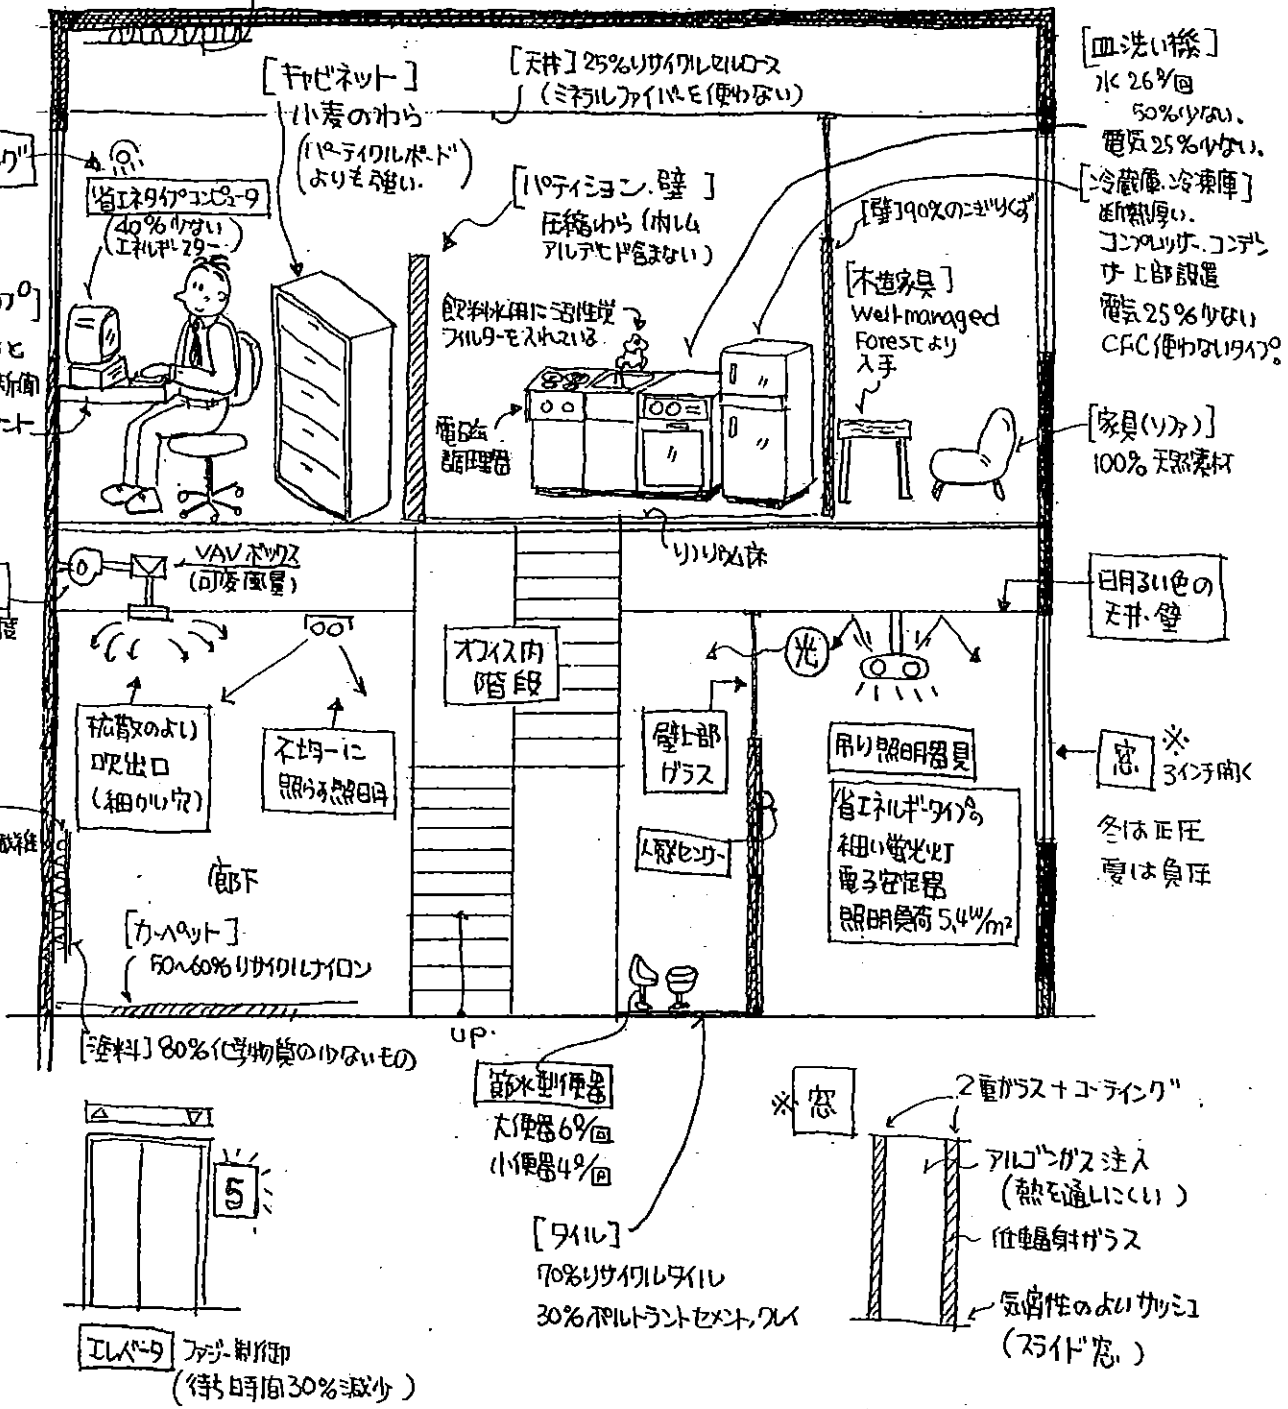 [天井] 25%リサイクルセルロース
(ミネラルファイバーを使わない)
[キャビネット]
小麦のわら
(パーティクルボード
よりも強い.)
[皿洗い機]
水26ℓ/回
50%少ない.
電気25%少ない.
グ
省エネタイプコンピュータ
(40%少ない
エネルギースター)
[パティション.壁]
圧縮わら(ホルム
アルデヒド含まない)
[壁]90%のこぎりくず
[冷蔵庫.冷凍庫]
断熱厚い.
コンプレッサー.コンデン
サー上部設置
電気25%少ない
CFC使わないタイプ。
プ]
と
新聞
ント
飲料水用に活性炭
フィルターを入れている
[木造家具]
Well-managed
Forestより
入手
電磁
調理器
[家具(ソファ)]
100%天然素材
リノリウム床
VAVボックス
(可変風量)
度
明るい色の
天井・壁
オフィス内
階段
光
拡散のよい
吹出口
(細かい穴)
不均一に
照らす照明
壁上部
ガラス
吊り照明器具
窓 ※
3インチ開く
冬は正圧
夏は負圧
省エネルギータイプの
細い蛍光灯
電子安定器
照明負荷5.4W/m²
人感センサー
繊維
廊下
[カーペット]
50~60%リサイクルナイロン
UP.
[塗料] 80%化学物質の少ないもの
節水型便器
大便器6ℓ/回
小便器4ℓ/回
※ 窓
2重ガラス+コーティング
アルゴンガス注入
(熱を通しにくい)
低輻射ガラス
気密性のよいサッシュ
(スライド窓)
5
[タイル]
70%リサイクルタイル
30%ポルトラントセメント,クレイ
エレベータ ファジー制御
(待ち時間30%減少)